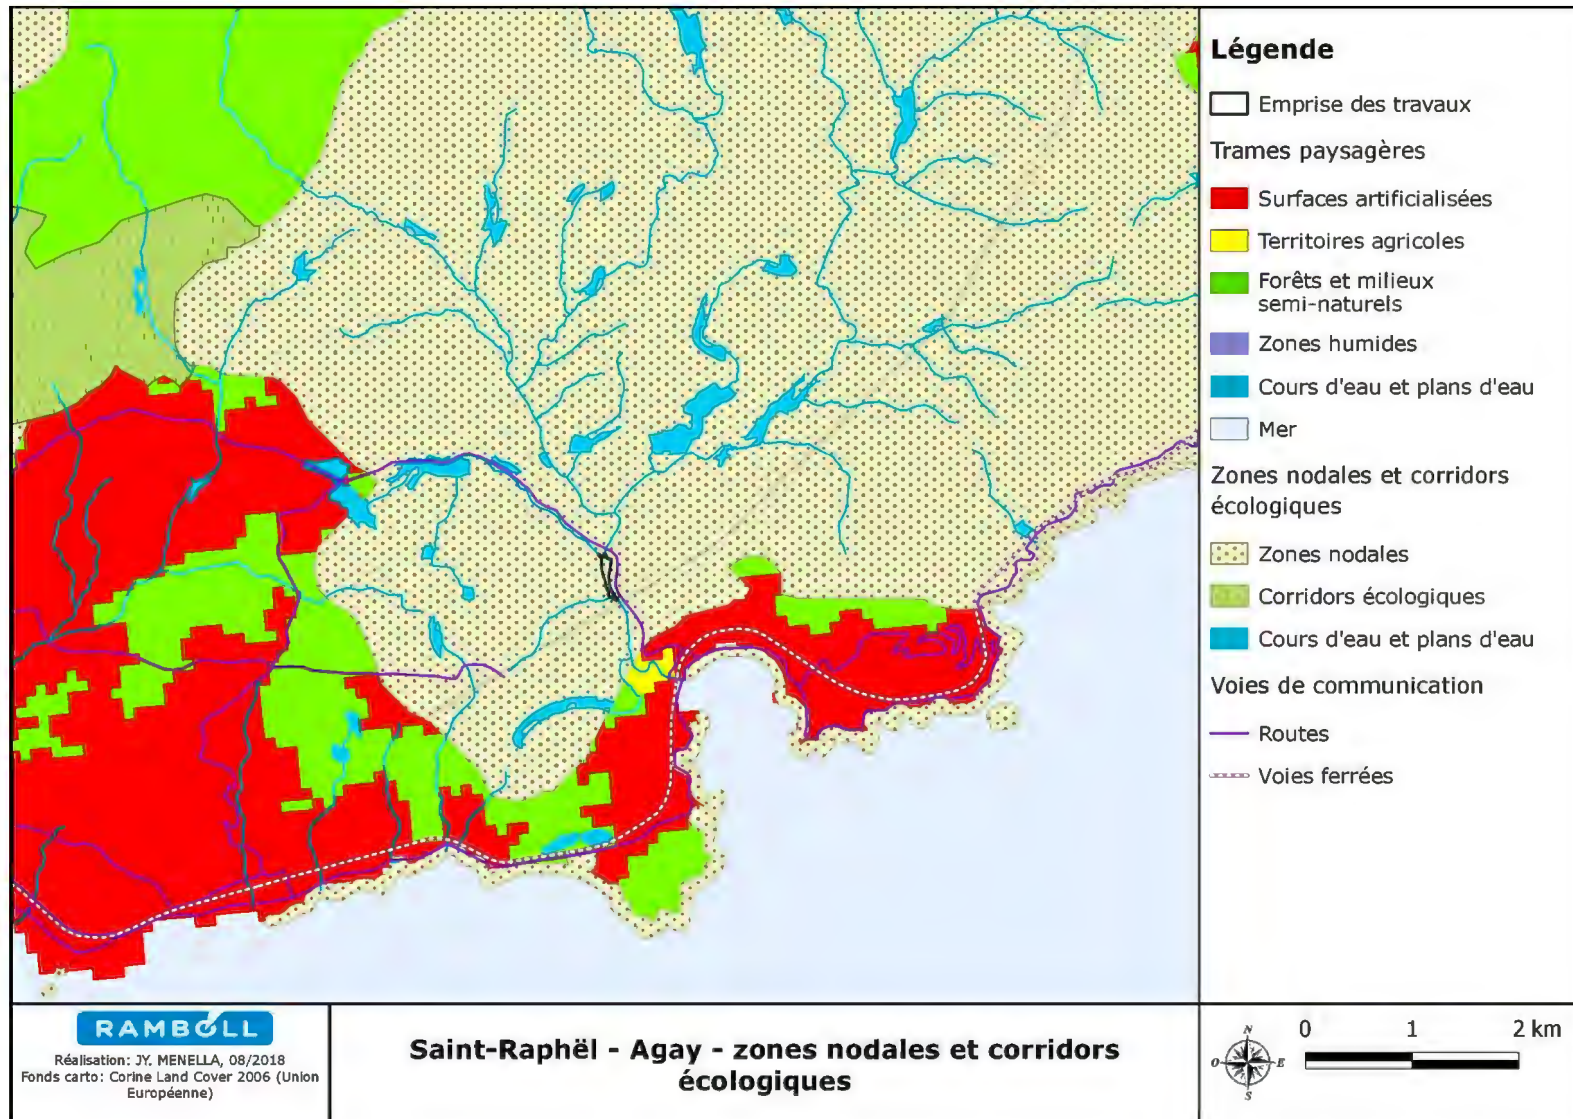 Légende
Emprise des travaux
Trames paysagères
Surfaces artificialisées
Territoires agricoles
Forêts et milieux
semi-naturels
Zones humides
Cours d'eau et plans d'eau
Mer
Zones nodales et corridors
écologiques
Zones nodales
Corridors écologiques
Cours d'eau et plans d'eau
Voies de communication
Routes
Voies ferrées
RAMBOLL
Réalisation: JY. MENELLA, 08/2018
Fonds carto: Corine Land Cover 2006 (Union
Européenne)
Saint-Raphël - Agay - zones nodales et corridors
écologiques
N
O E
S
0 1 2 km